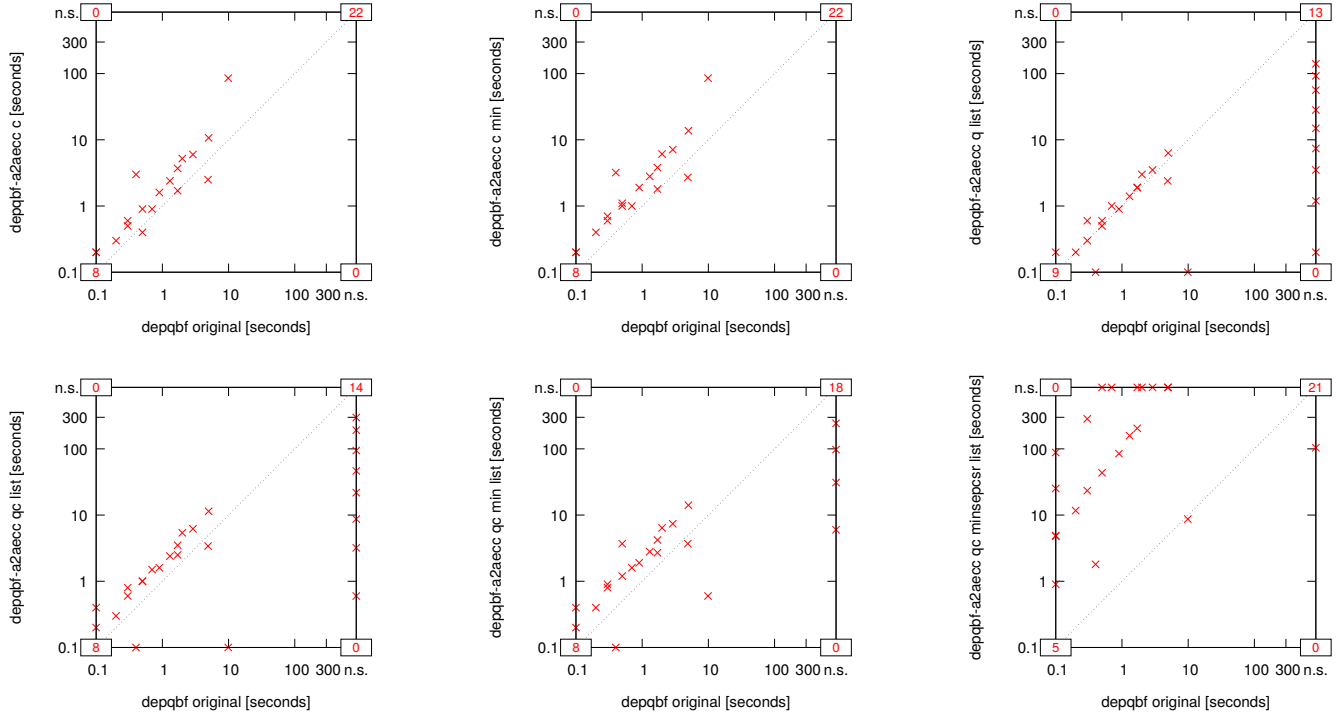 n.s. 0 22
300
100
10
1
0.1 8 0
0.1 1 10 100 300 n.s.
depqbf original [seconds]
depqbf-a2aecc c [seconds]
n.s. 0 22
300
100
10
1
0.1 8 0
0.1 1 10 100 300 n.s.
depqbf original [seconds]
depqbf-a2aecc c min [seconds]
n.s. 0 13
300
100
10
1
0.1 9 0
0.1 1 10 100 300 n.s.
depqbf original [seconds]
depqbf-a2aecc q list [seconds]
n.s. 0 14
300
100
10
1
0.1 8 0
0.1 1 10 100 300 n.s.
depqbf original [seconds]
depqbf-a2aecc qc list [seconds]
n.s. 0 18
300
100
10
1
0.1 8 0
0.1 1 10 100 300 n.s.
depqbf original [seconds]
depqbf-a2aecc qc min list [seconds]
n.s. 0 21
300
100
10
1
0.1 5 0
0.1 1 10 100 300 n.s.
depqbf original [seconds]
depqbf-a2aecc qc minsepcsr list [seconds]